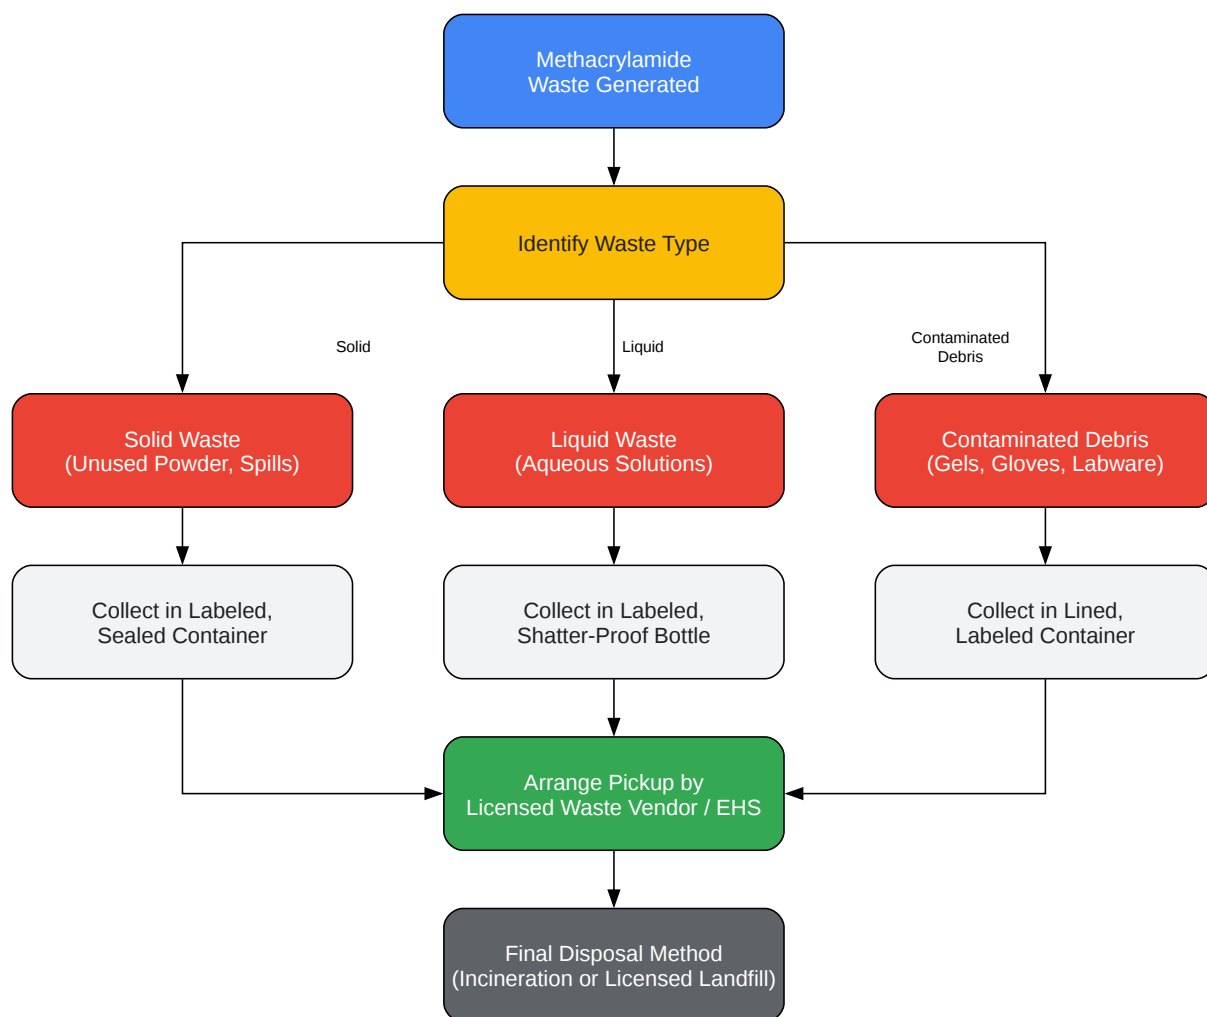 Methacrylamide
Waste Generated
Identify Waste Type
Solid
Liquid
Contaminated
Debris
Solid Waste
(Unused Powder, Spills)
Liquid Waste
(Aqueous Solutions)
Contaminated Debris
(Gels, Gloves, Labware)
Collect in Labeled,
Sealed Container
Collect in Labeled,
Shatter-Proof Bottle
Collect in Lined,
Labeled Container
Arrange Pickup by
Licensed Waste Vendor / EHS
Final Disposal Method
(Incineration or Licensed Landfill)